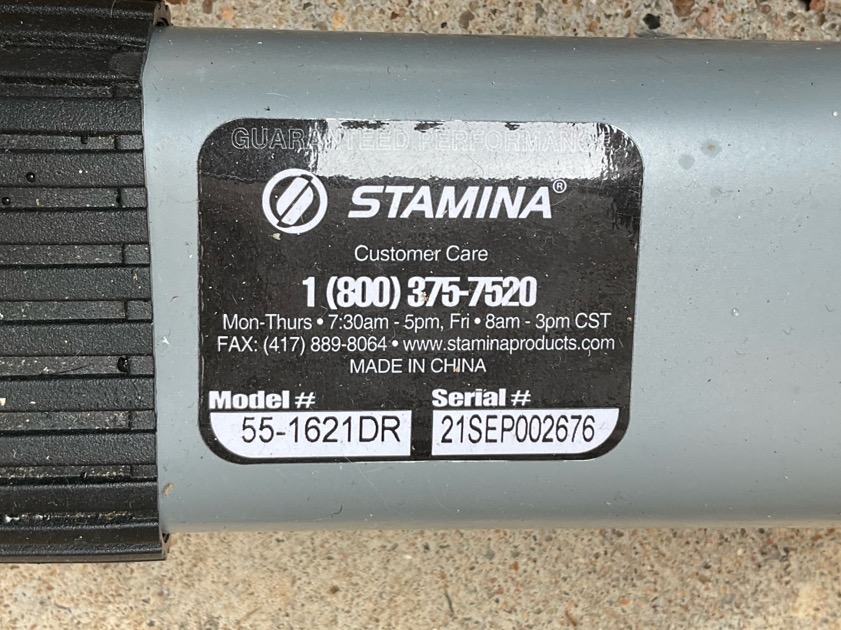 GUARANTEED PERFORMANCE
STAMINA®
Customer Care
1 (800) 375-7520
Mon-Thurs • 7:30am - 5pm, Fri • 8am - 3pm CST
FAX: (417) 889-8064 • www.staminaproducts.com
MADE IN CHINA
Model # Serial #
55-1621DR 21SEP002676